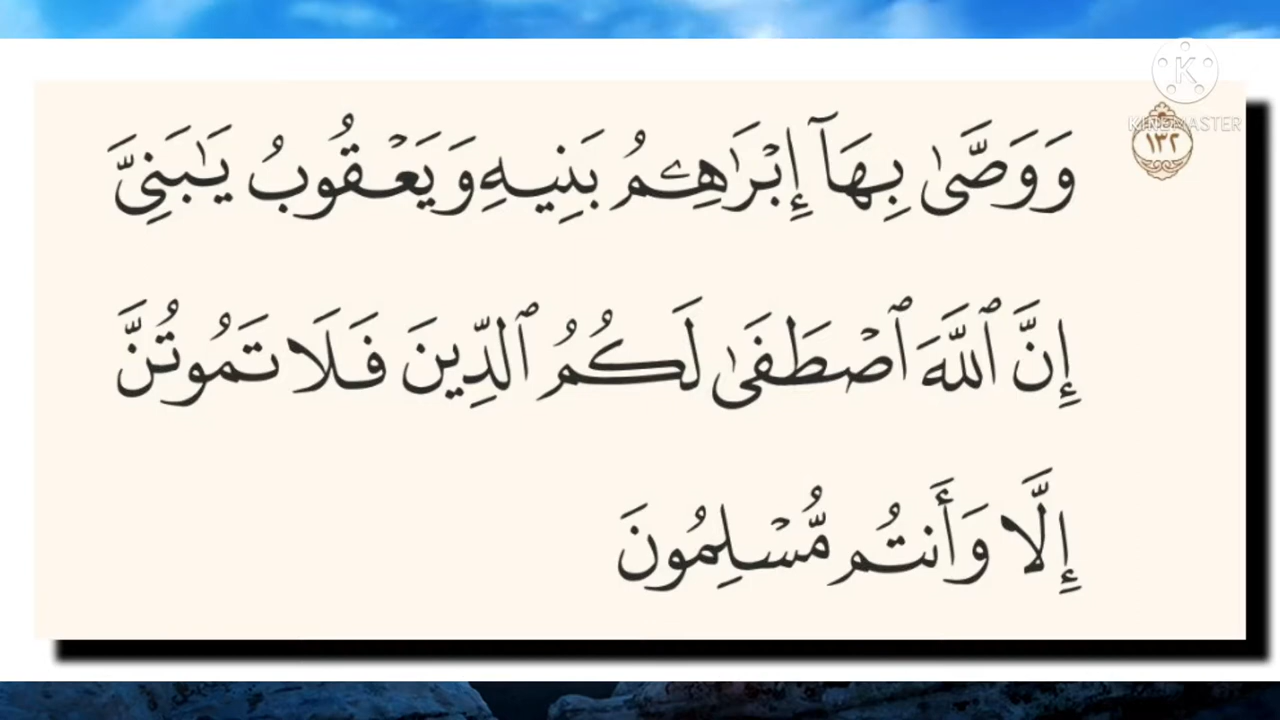 KINEMASTER
١٣٢
وَوَصَّىٰ بِهَآ إِبْرَٰهِـۧمُ بَنِيهِ وَيَعْقُوبُ يَٰبَنِىَّ
إِنَّ ٱللَّهَ ٱصْطَفَىٰ لَكُمُ ٱلدِّينَ فَلَا تَمُوتُنَّ
إِلَّا وَأَنتُم مُّسْلِمُونَ